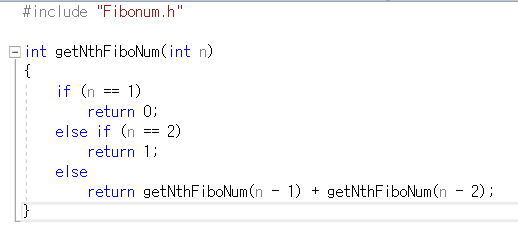 #include "Fibonum.h"
int getNthFiboNum(int n)
{
if (n == 1)
return 0;
else if (n == 2)
return 1;
else
return getNthFiboNum(n - 1) + getNthFiboNum(n - 2);
}